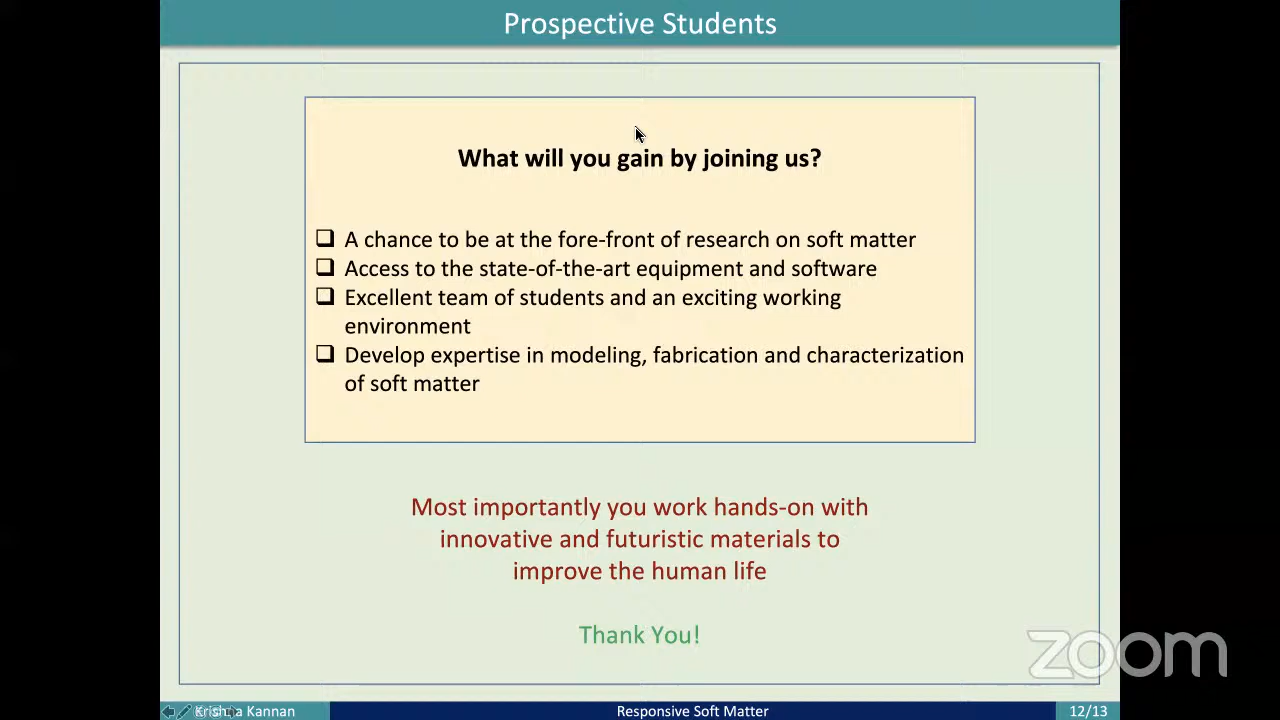 Prospective Students
What will you gain by joining us?
❑ A chance to be at the fore-front of research on soft matter
❑ Access to the state-of-the-art equipment and software
❑ Excellent team of students and an exciting working
environment
❑ Develop expertise in modeling, fabrication and characterization
of soft matter
Most importantly you work hands-on with
innovative and futuristic materials to
improve the human life
Thank You!
zoom
Krishna Kannan
Responsive Soft Matter
12/13